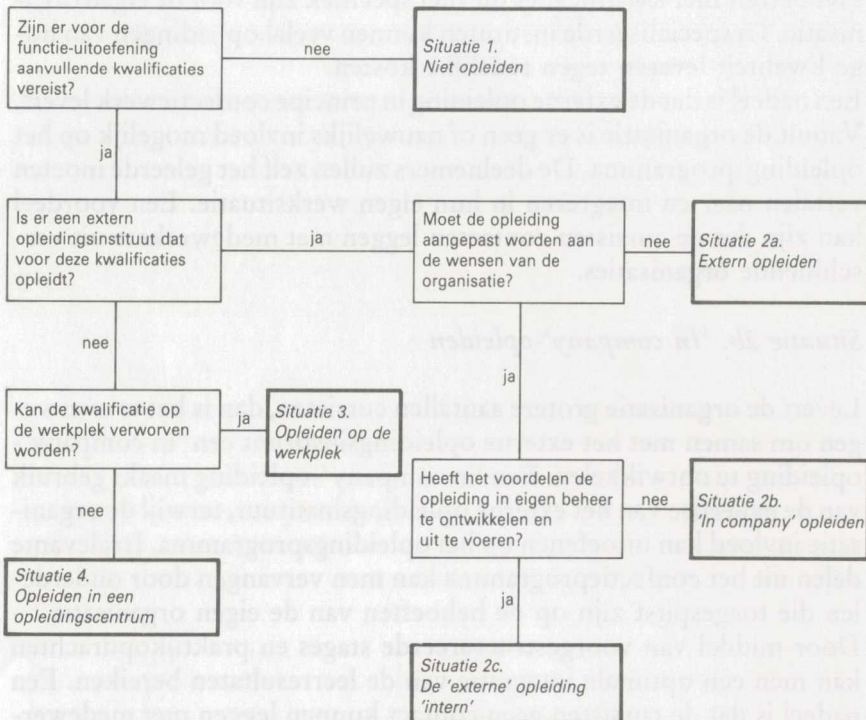 Zijn er voor de
functie-uitoefening
aanvullende kwalificaties
vereist?
nee
Situatie 1.
Niet opleiden
ja
Is er een extern
opleidingsinstituut dat
voor deze kwalificaties
opleidt?
ja
Moet de opleiding
aangepast worden aan
de wensen van de
organisatie?
nee
Situatie 2a.
Extern opleiden
nee
ja
Kan de kwalificatie op
de werkplek verworven
worden?
ja
Situatie 3.
Opleiden op de
werkplek
nee
Heeft het voordelen de
opleiding in eigen beheer
te ontwikkelen en
uit te voeren?
nee
Situatie 2b.
'In company' opleiden
Situatie 4.
Opleiden in een
opleidingscentrum
ja
Situatie 2c.
De 'externe' opleiding
'intern'